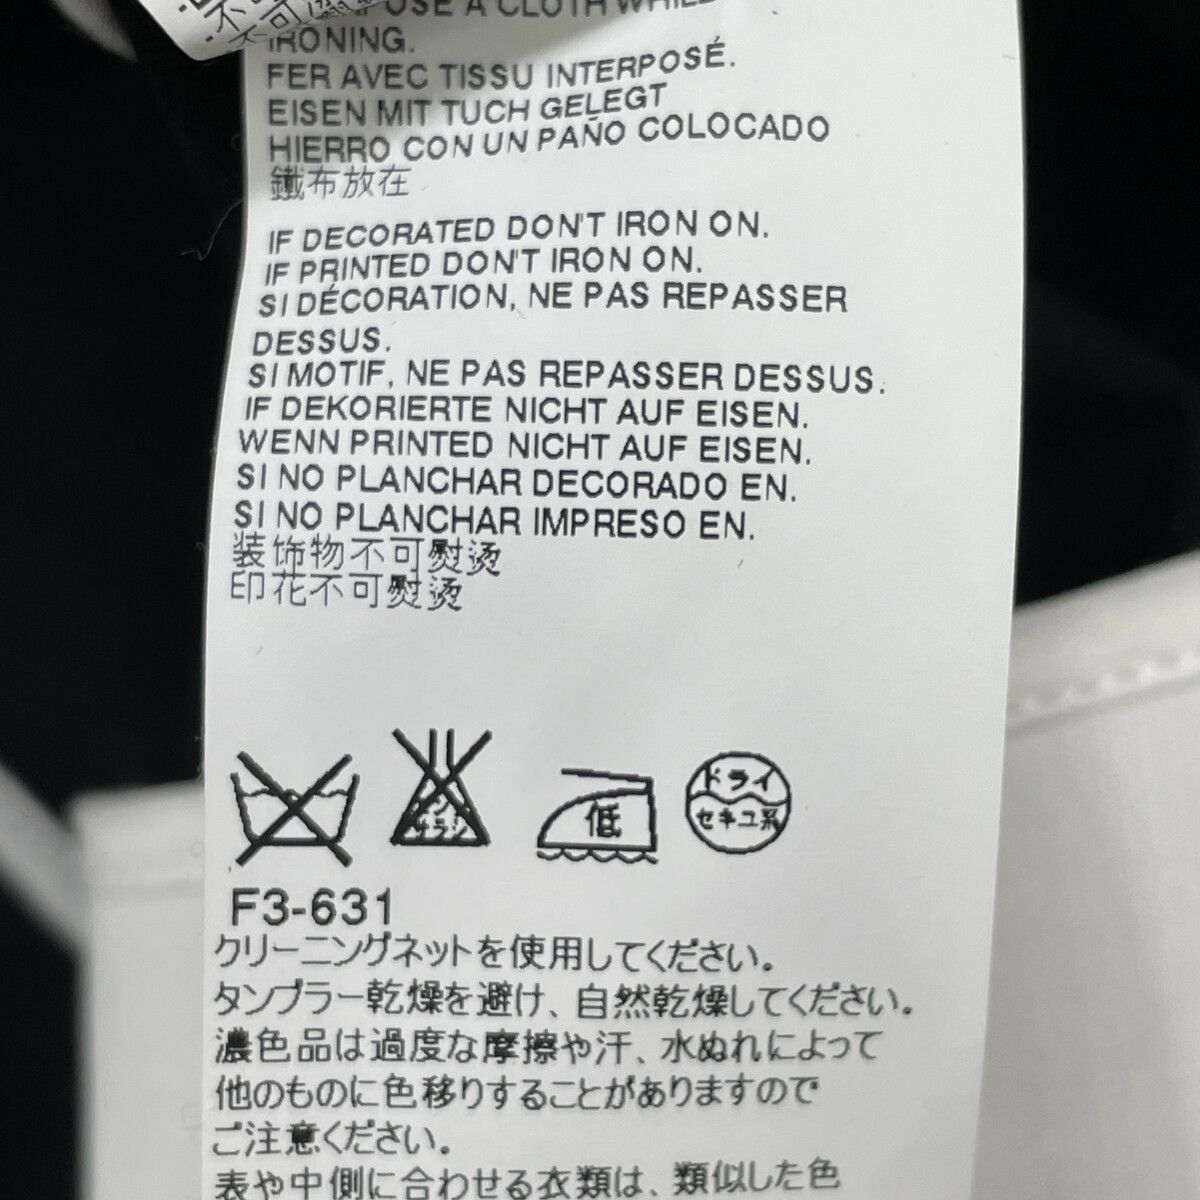 A CLOTH WHILE
IRONING.
FER AVEC TISSU INTERPOSÉ.
EISEN MIT TUCH GELEGT
HIERRO CON UN PAÑO COLOCADO
鐵布放在
IF DECORATED DON'T IRON ON.
IF PRINTED DON'T IRON ON.
SI DÉCORATION, NE PAS REPASSER
DESSUS.
SI MOTIF, NE PAS REPASSER DESSUS.
IF DEKORIERTE NICHT AUF EISEN.
WENN PRINTED NICHT AUF EISEN.
SI NO PLANCHAR DECORADO EN.
SI NO PLANCHAR IMPRESO EN.
装饰物不可熨烫
印花不可熨烫
エンソ
サラシ
低
ドライ
セキユ系
F3-631
クリーニングネットを使用してください。
タンブラー乾燥を避け、自然乾燥してください。
濃色品は過度な摩擦や汗、水ぬれによって
他のものに色移りすることがありますので
ご注意ください。
表や中側に合わせる衣類は、類似した色